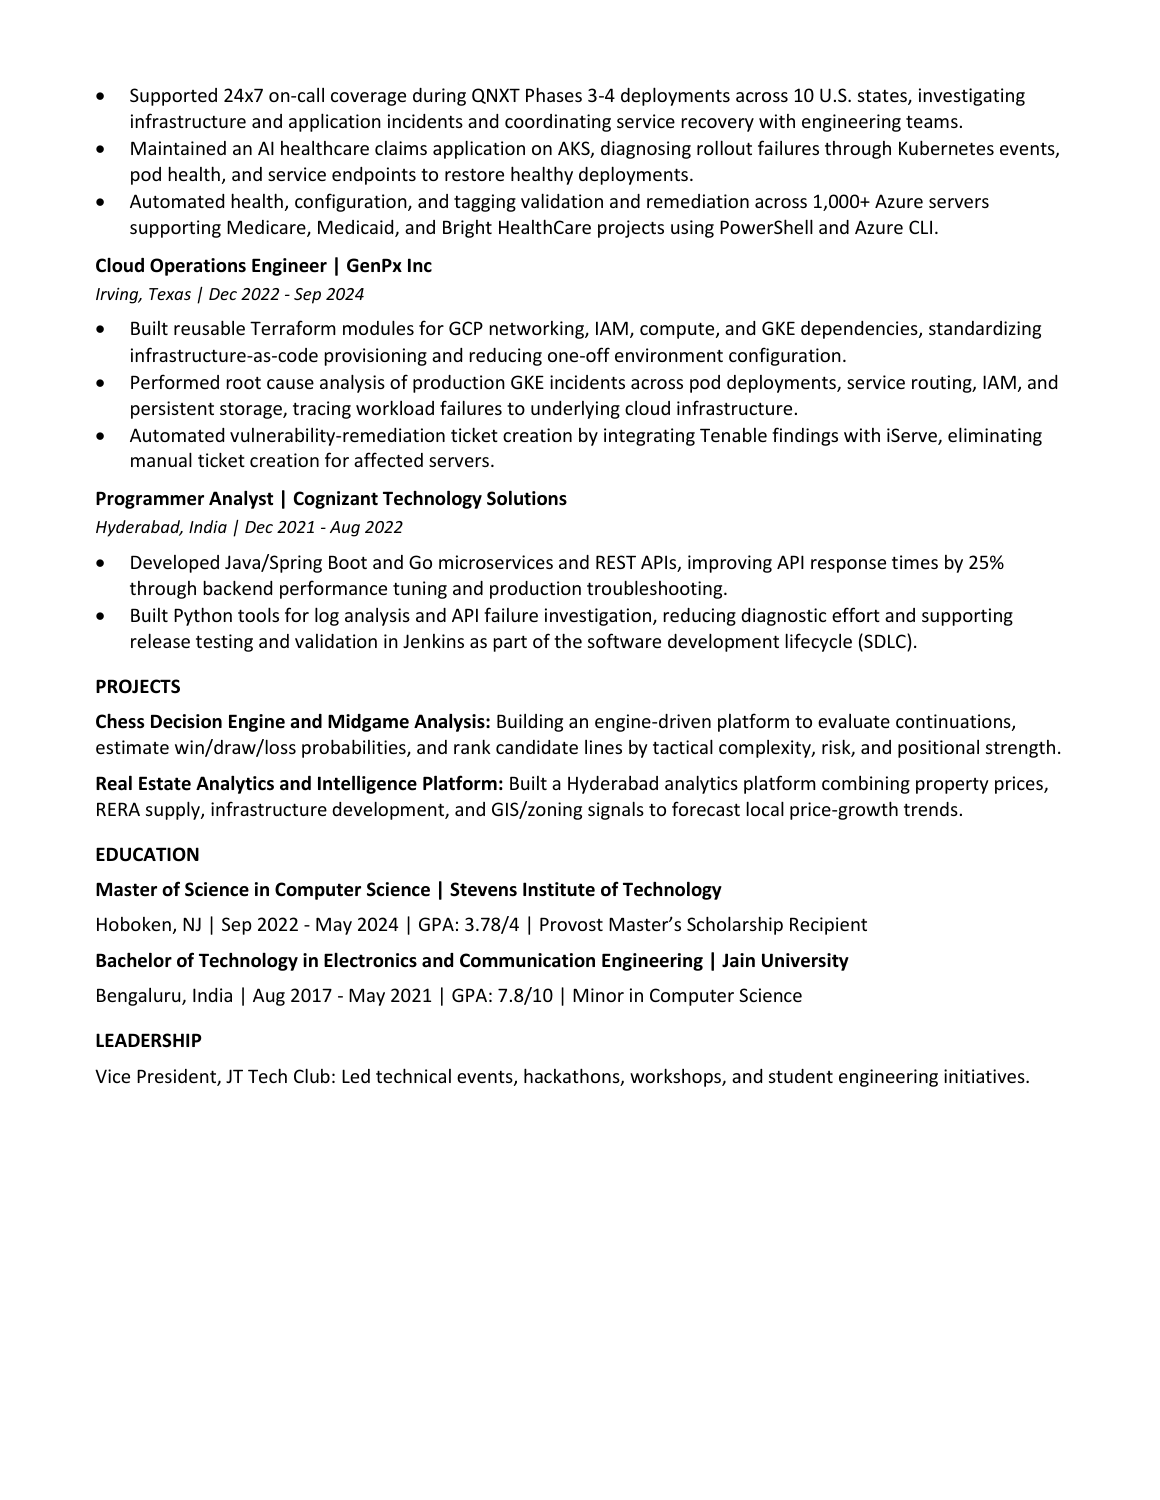 • Supported 24x7 on-call coverage during QNXT Phases 3-4 deployments across 10 U.S. states, investigating
infrastructure and application incidents and coordinating service recovery with engineering teams.
• Maintained an AI healthcare claims application on AKS, diagnosing rollout failures through Kubernetes events,
pod health, and service endpoints to restore healthy deployments.
• Automated health, configuration, and tagging validation and remediation across 1,000+ Azure servers
supporting Medicare, Medicaid, and Bright HealthCare projects using PowerShell and Azure CLI.
Cloud Operations Engineer | GenPx Inc
Irving, Texas | Dec 2022 - Sep 2024
• Built reusable Terraform modules for GCP networking, IAM, compute, and GKE dependencies, standardizing
infrastructure-as-code provisioning and reducing one-off environment configuration.
• Performed root cause analysis of production GKE incidents across pod deployments, service routing, IAM, and
persistent storage, tracing workload failures to underlying cloud infrastructure.
• Automated vulnerability-remediation ticket creation by integrating Tenable findings with iServe, eliminating
manual ticket creation for affected servers.
Programmer Analyst | Cognizant Technology Solutions
Hyderabad, India | Dec 2021 - Aug 2022
• Developed Java/Spring Boot and Go microservices and REST APIs, improving API response times by 25%
through backend performance tuning and production troubleshooting.
• Built Python tools for log analysis and API failure investigation, reducing diagnostic effort and supporting
release testing and validation in Jenkins as part of the software development lifecycle (SDLC).
PROJECTS
Chess Decision Engine and Midgame Analysis: Building an engine-driven platform to evaluate continuations,
estimate win/draw/loss probabilities, and rank candidate lines by tactical complexity, risk, and positional strength.
Real Estate Analytics and Intelligence Platform: Built a Hyderabad analytics platform combining property prices,
RERA supply, infrastructure development, and GIS/zoning signals to forecast local price-growth trends.
EDUCATION
Master of Science in Computer Science | Stevens Institute of Technology
Hoboken, NJ | Sep 2022 - May 2024 | GPA: 3.78/4 | Provost Master’s Scholarship Recipient
Bachelor of Technology in Electronics and Communication Engineering | Jain University
Bengaluru, India | Aug 2017 - May 2021 | GPA: 7.8/10 | Minor in Computer Science
LEADERSHIP
Vice President, JT Tech Club: Led technical events, hackathons, workshops, and student engineering initiatives.